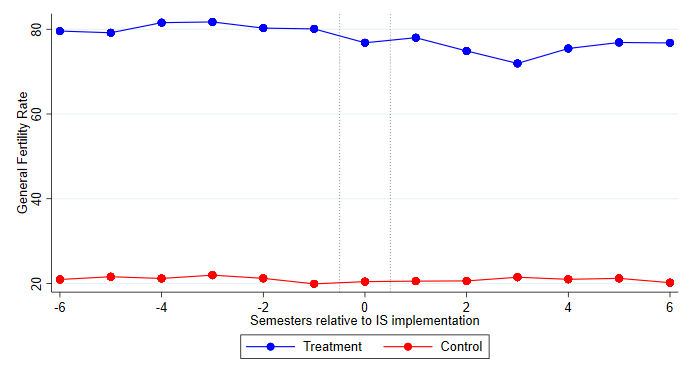 General Fertility Rate
80
60
40
20
-6 -4 -2 0 2 4 6
Semesters relative to IS implementation
Treatment Control